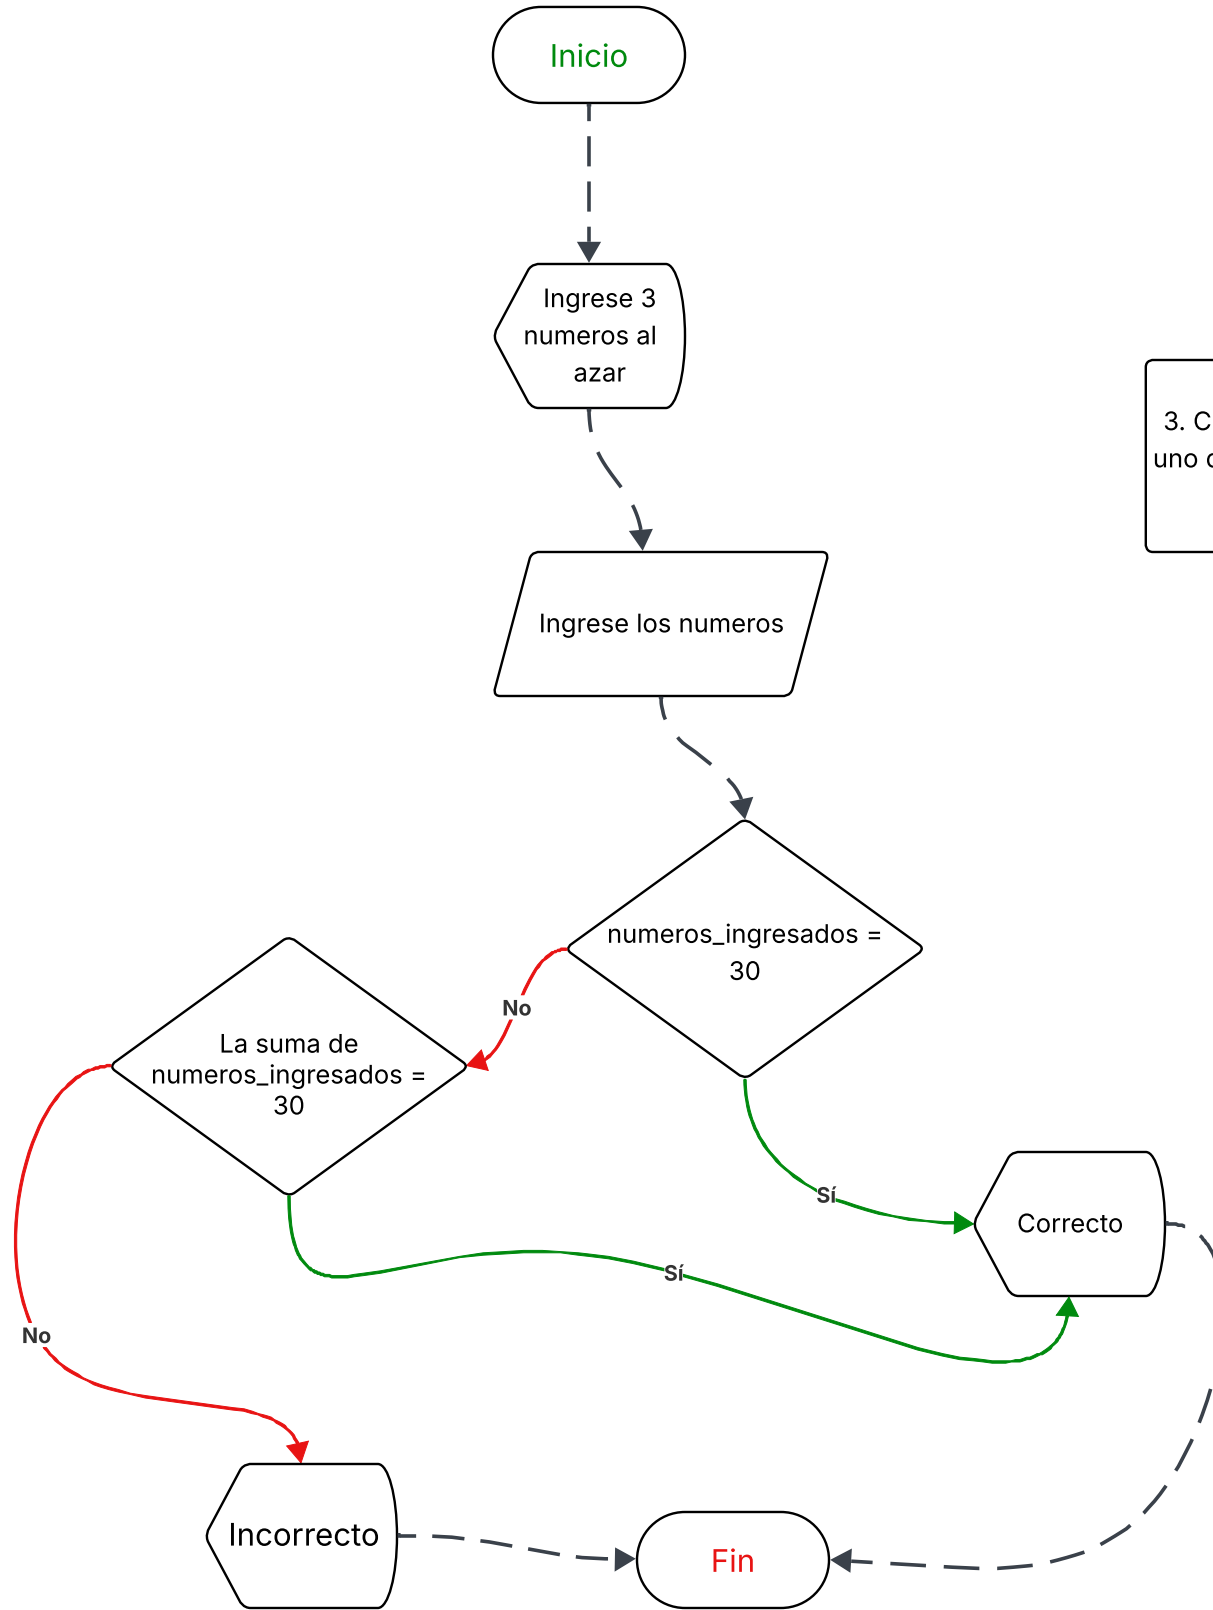 Inicio
Ingrese 3
numeros al
azar
3. C
uno
Ingrese los numeros
numeros_ingresados =
30
No
La suma de
numeros_ingresados =
30
Sí
Correcto
Sí
No
Incorrecto
Fin